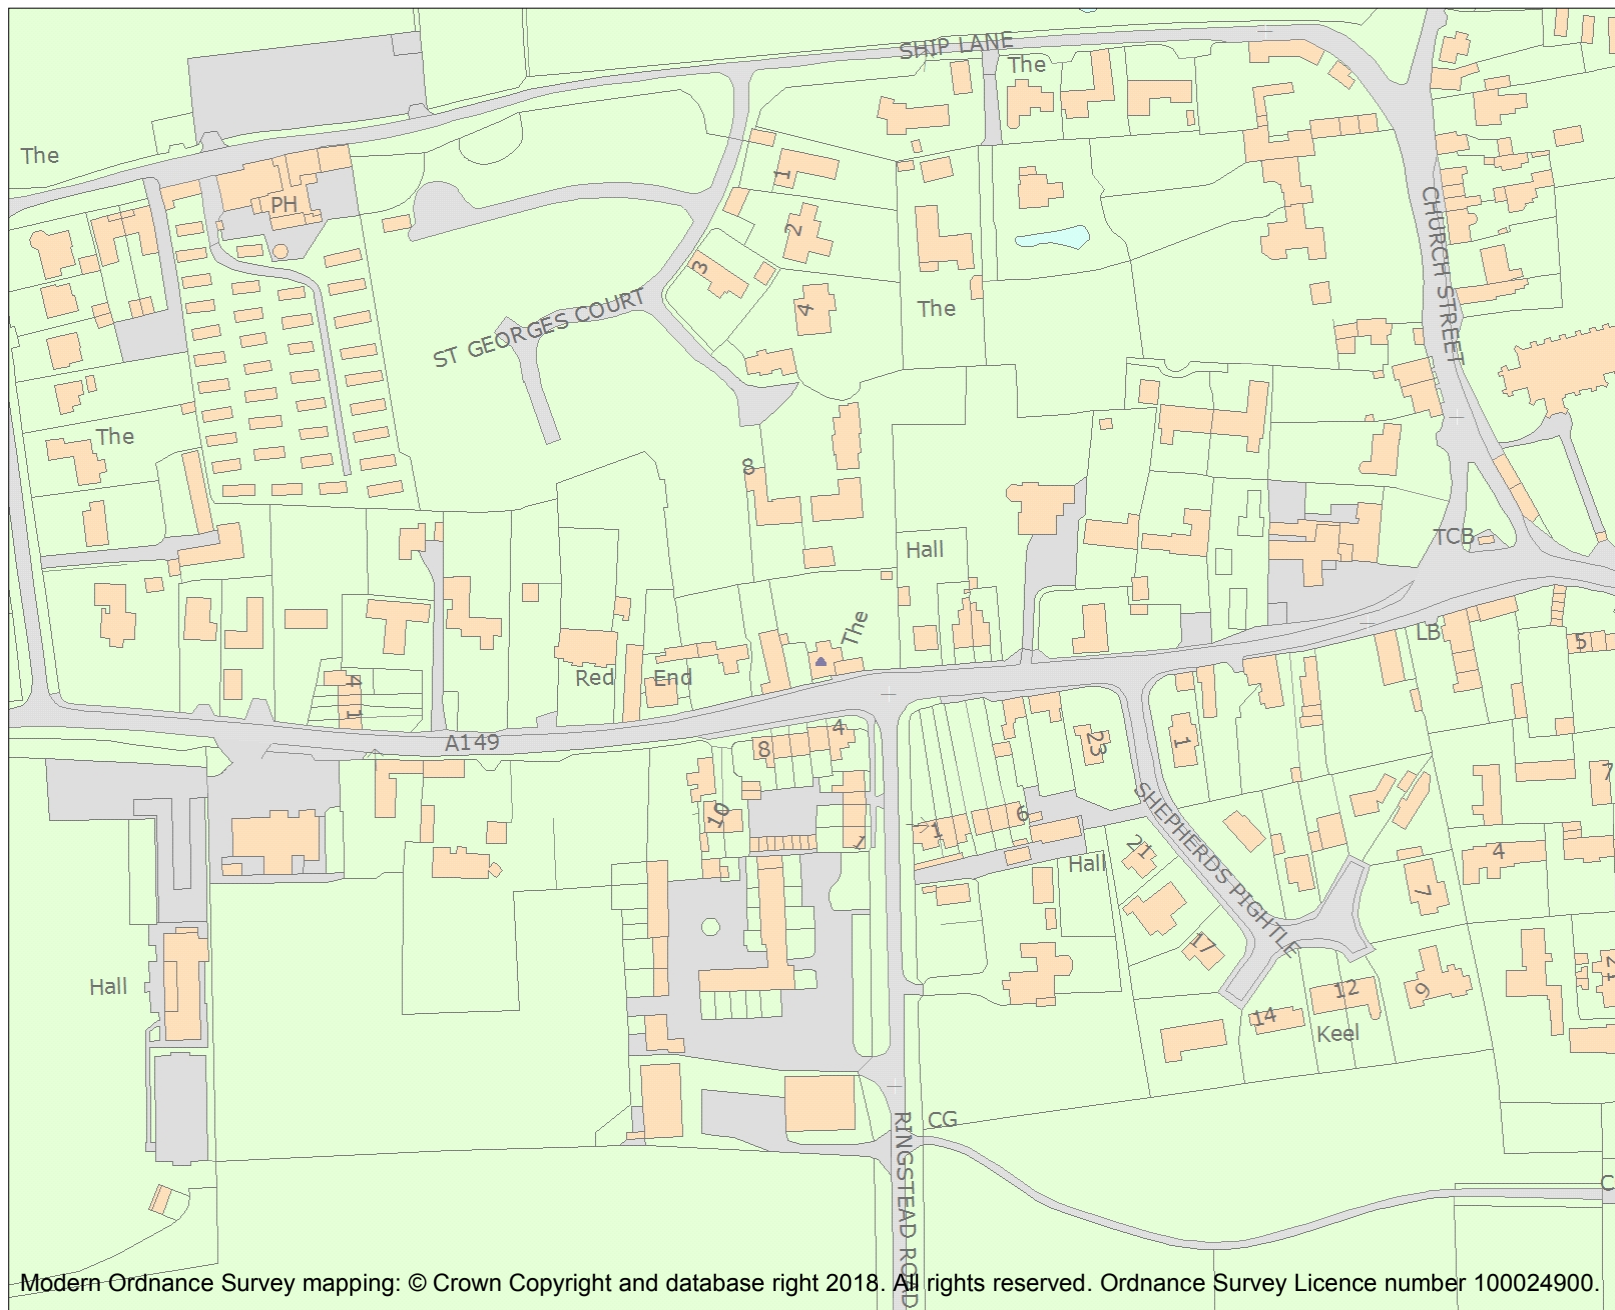 SHIP LANE
The
The
PH
1
2
CHURCH STREET
3
4
The
ST GEORGES COURT
The
8
Hall
TCB
The
LB
5
Red
End
4
1
A149
8
4
23
1
7
SHEPHERDS PIGHTLE
10
1
1
6
21
Hall
4
7
17
21
Hall
12
9
14
Keel
CG
RINGSTEAD ROAD
C
Modern Ordnance Survey mapping: © Crown Copyright and database right 2018. All rights reserved. Ordnance Survey Licence number 100024900.